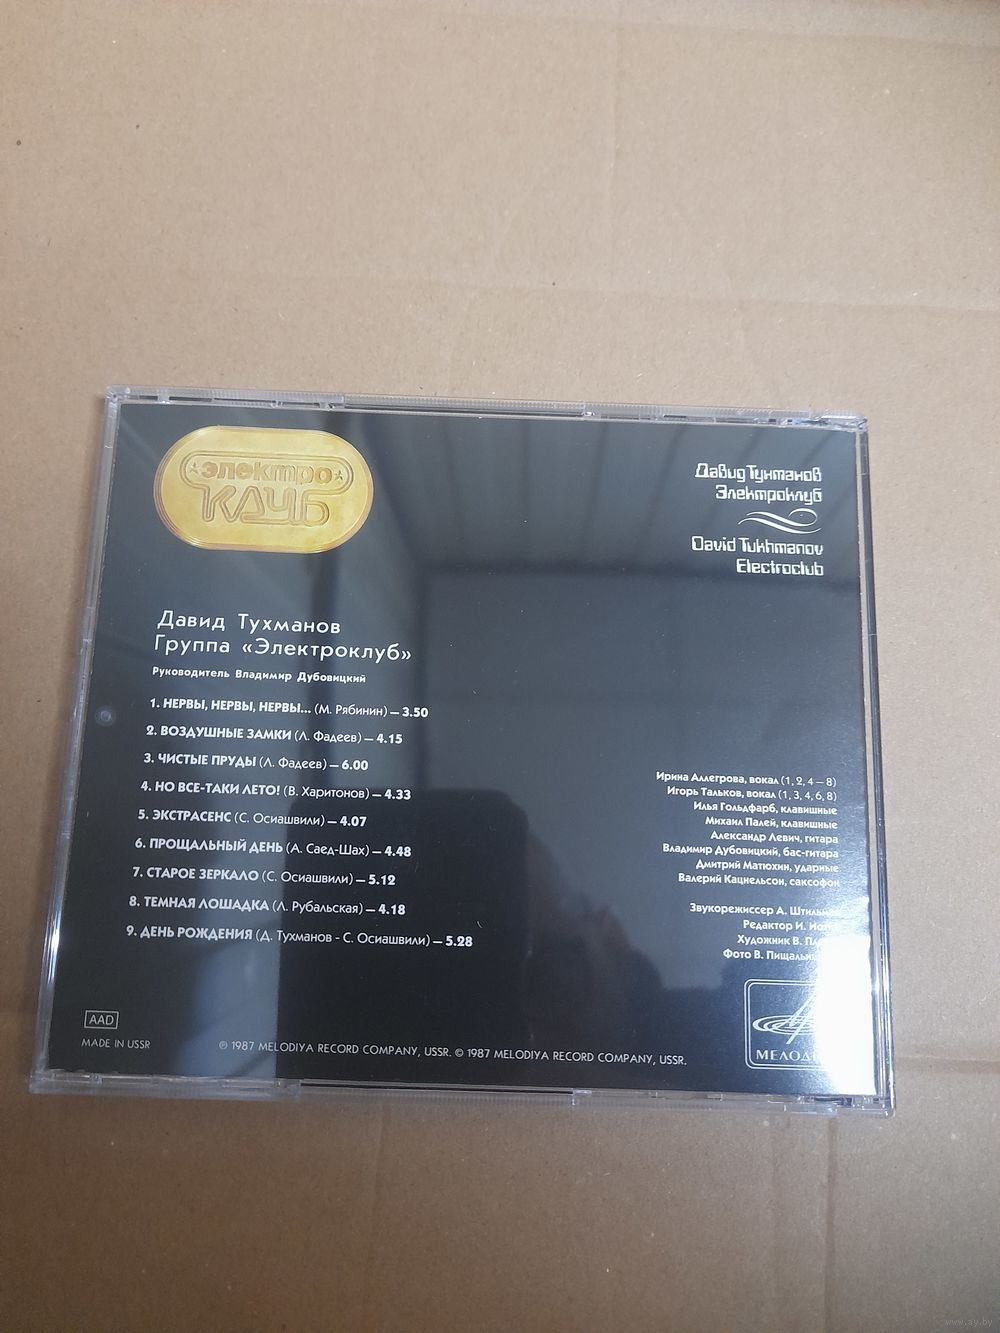 электро
клуб
Давид Тухманов
Электроклуб
David Tukhmanov
Electroclub
Давид Тухманов
Группа «Электроклуб»
Руководитель Владимир Дубовицкий
1. НЕРВЫ, НЕРВЫ, НЕРВЫ... (М. Рябинин) – 3.50
2. ВОЗДУШНЫЕ ЗАМКИ (Л. Фадеев) – 4.15
3. ЧИСТЫЕ ПРУДЫ (Л. Фадеев) – 6.00
4. НО ВСЕ-ТАКИ ЛЕТО! (В. Харитонов) – 4.33
5. ЭКСТРАСЕНС (С. Осиашвили) – 4.07
6. ПРОЩАЛЬНЫЙ ДЕНЬ (А. Саед-Шах) – 4.48
7. СТАРОЕ ЗЕРКАЛО (С. Осиашвили) – 5.12
8. ТЕМНАЯ ЛОШАДКА (Л. Рубальская) – 4.18
9. ДЕНЬ РОЖДЕНИЯ (Д. Тухманов - С. Осиашвили) – 5.28
Ирина Аллегрова, вокал (1, 2, 4 – 8)
Игорь Тальков, вокал (1, 3, 4, 6, 8)
Илья Гольдфарб, клавишные
Михаил Палей, клавишные
Александр Левич, гитара
Владимир Дубовицкий, бас-гитара
Дмитрий Матюхин, ударные
Валерий Кацнельсон, саксофон
Звукорежиссер А.
Редактор И.
Художник В.
Фото В.
AAD
MADE IN USSR
℗ 1987 MELODIYA RECORD COMPANY, USSR. © 1987 MELODIYA RECORD COMPANY, USSR.
www.ay.by